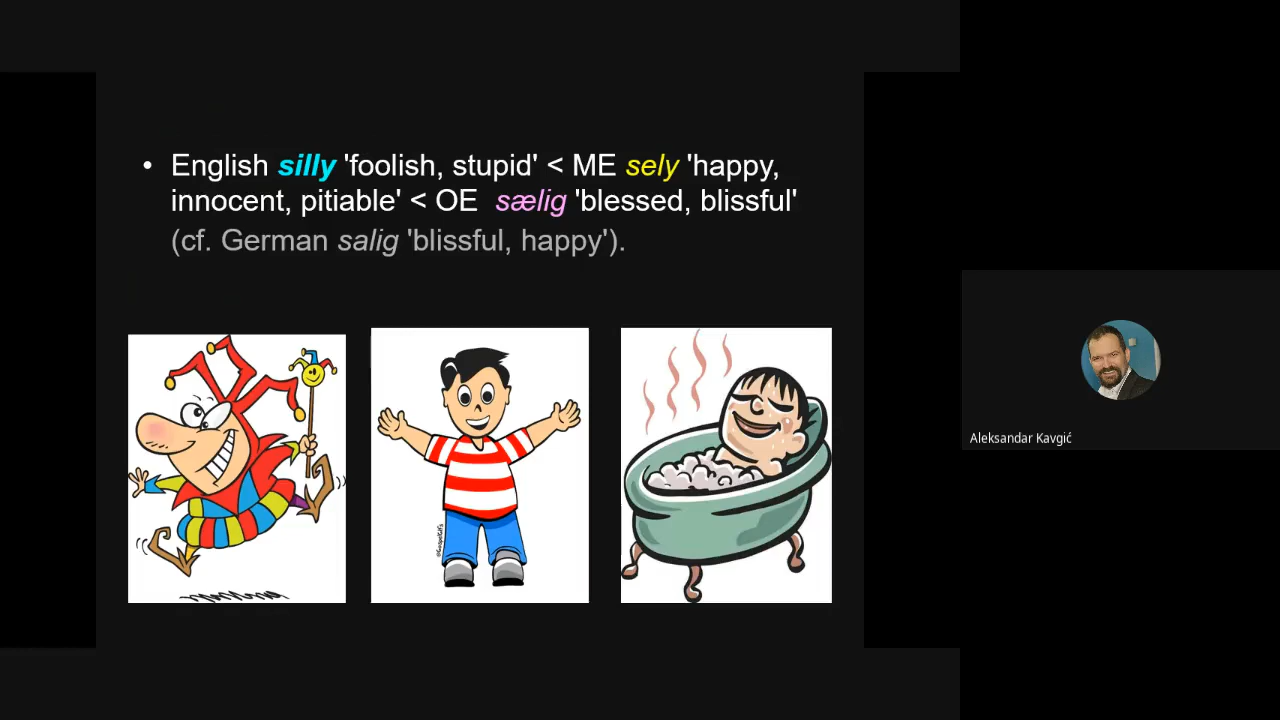 • English silly 'foolish, stupid' < ME sely 'happy,
innocent, pitiable' < OE sælig 'blessed, blissful'
(cf. German salig 'blissful, happy').
Aleksandar Kavgić